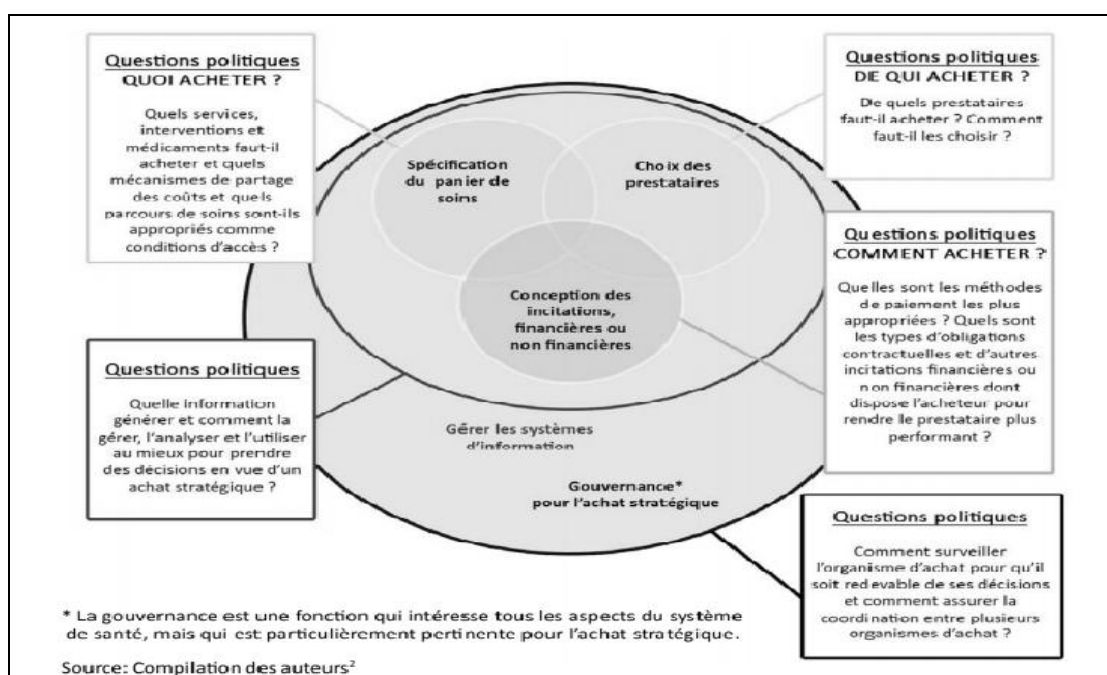 Questions politiques
QUOI ACHETER ?
Quels services,
interventions et
médicaments faut-il
acheter et quels
mécanismes de partage
des coûts et quels
parcours de soins sont-ils
appropriés comme
conditions d'accès ?
Questions politiques
DE QUI ACHETER ?
De quels prestataires
faut-il acheter ? Comment
faut-il les choisir ?
Spécification
du panier de
soins
Choix des
prestataires
Conception des
incitations,
financières ou
non financières
Questions politiques
COMMENT ACHETER ?
Quelles sont les méthodes
de paiement les plus
appropriées ? Quels sont
les types d'obligations
contractuelles et d'autres
incitations financières ou
non financières dont
dispose l'acheteur pour
rendre le prestataire plus
performant ?
Questions politiques
Quelle information
générer et comment la
gérer, l'analyser et l'utiliser
au mieux pour prendre
des décisions en vue d'un
achat stratégique ?
Gérer les systèmes
d'information
Gouvernance*
pour l'achat stratégique
Questions politiques
Comment surveiller
l'organisme d'achat pour qu'il
soit redevable de ses décisions
et comment assurer la
coordination entre plusieurs
organismes d'achat ?
* La gouvernance est une fonction qui intéresse tous les aspects du système
de santé, mais qui est particulièrement pertinente pour l'achat stratégique.
Source: Compilation des auteurs²